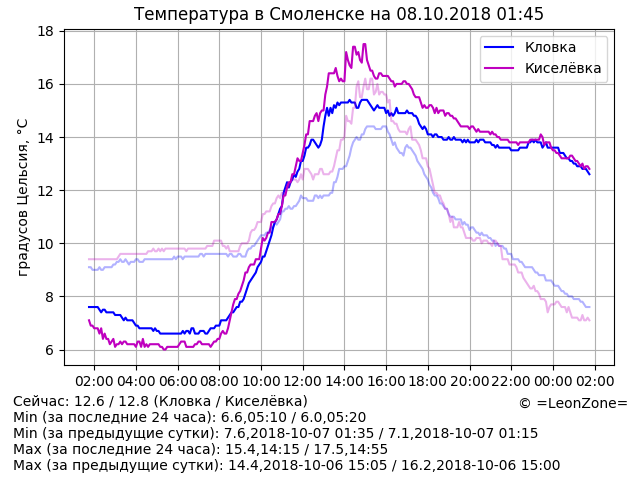 Температура в Смоленске на 08.10.2018 01:45
18
16
14
12
10
8
6
градусов Цельсия, °C
Кловка
Киселёвка
02:00 04:00 06:00 08:00 10:00 12:00 14:00 16:00 18:00 20:00 22:00 00:00 02:00
Сейчас: 12.6 / 12.8 (Кловка / Киселёвка)
© =LeonZone=
Min (за последние 24 часа): 6.6,05:10 / 6.0,05:20
Min (за предыдущие сутки): 7.6,2018-10-07 01:35 / 7.1,2018-10-07 01:15
Max (за последние 24 часа): 15.4,14:15 / 17.5,14:55
Max (за предыдущие сутки): 14.4,2018-10-06 15:05 / 16.2,2018-10-06 15:00